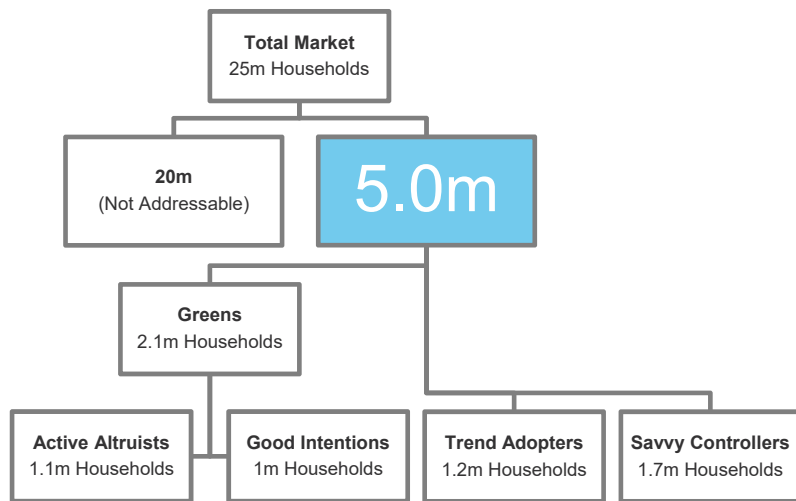 Total Market
25m Households
20m
(Not Addressable)
5.0m
Greens
2.1m Households
Active Altruists
1.1m Households
Good Intentions
1m Households
Trend Adopters
1.2m Households
Savvy Controllers
1.7m Households